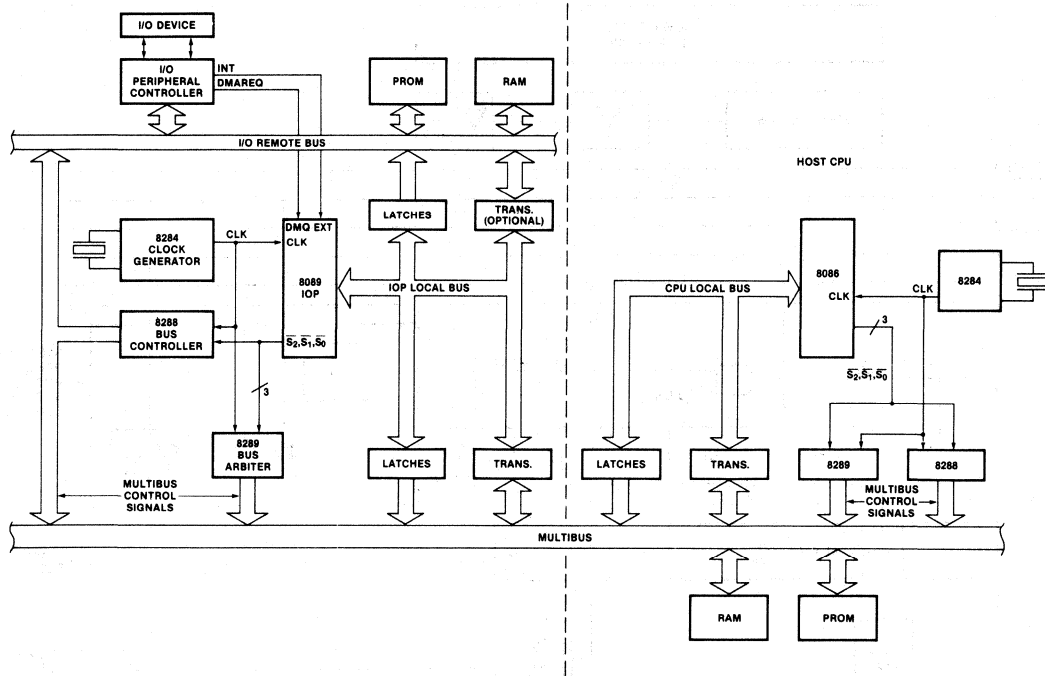 I/O DEVICE
I/O
PERIPHERAL
CONTROLLER
INT
DMAREQ
PROM
RAM
I/O REMOTE BUS
HOST CPU
LATCHES
TRANS.
(OPTIONAL)
8284
CLOCK
GENERATOR
CLK
DMQ EXT
CLK
8089
IOP
S̅2̅,S̅1̅,S̅0̅
IOP LOCAL BUS
8288
BUS
CONTROLLER
3
8289
BUS
ARBITER
MULTIBUS
CONTROL
SIGNALS
LATCHES
TRANS.
CPU LOCAL BUS
8086
CLK
CLK
8284
3
S̅2̅,S̅1̅,S̅0̅
LATCHES
TRANS.
8289
8288
MULTIBUS
CONTROL
SIGNALS
MULTIBUS
RAM
PROM